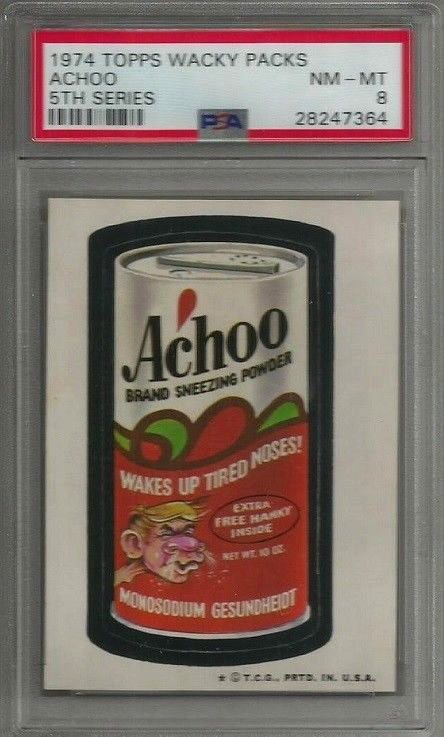 1974 TOPPS WACKY PACKS
ACHOO NM - MT
5TH SERIES 8
PSA 28247364
A'choo
BRAND SNEEZING POWDER
WAKES UP TIRED NOSES!
EXTRA
FREE HANKY
INSIDE
NET WT. 10 OZ.
MONOSODIUM GESUNDHEIDT
* © T.C.G., PRTD. IN. U.S.A.